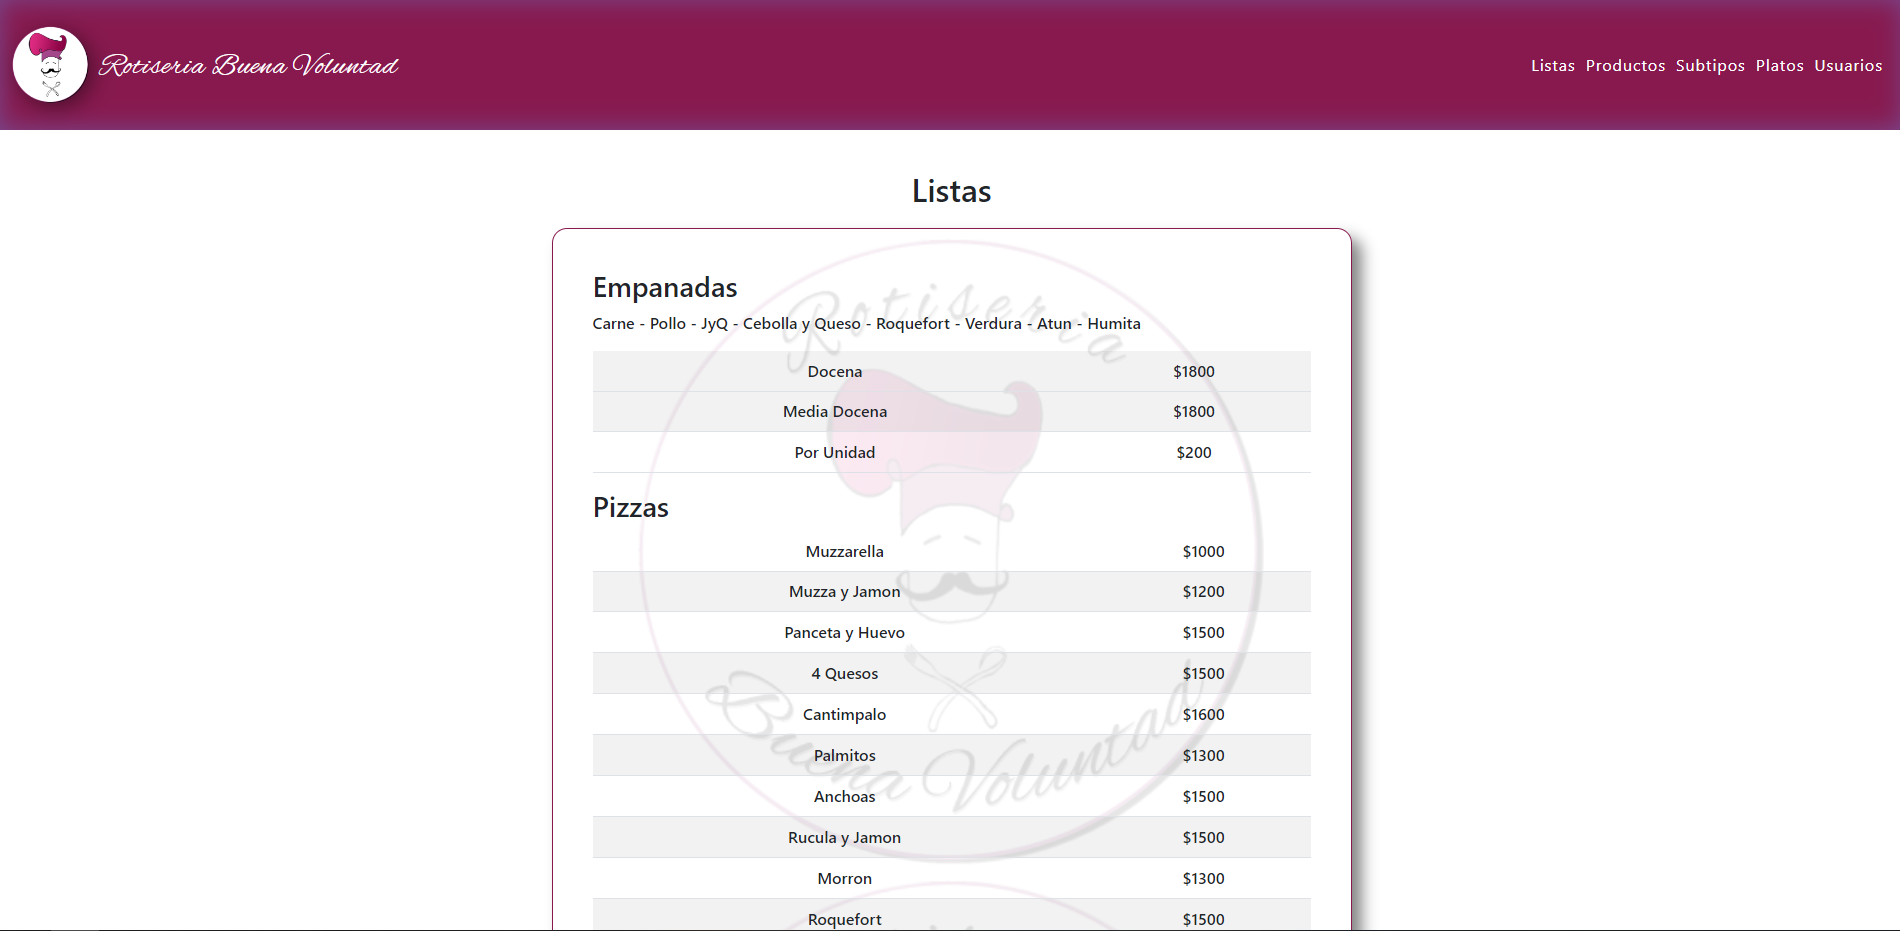 Rotiseria Buena Voluntad
Listas Productos Subtipos Platos Usuarios
Listas
Rotiseria
Empanadas
Carne - Pollo - JyQ - Cebolla y Queso - Roquefort - Verdura - Atun - Humita
Docena $1800
Media Docena $1800
Por Unidad $200
Pizzas
Muzzarella $1000
Muzza y Jamon $1200
Panceta y Huevo $1500
4 Quesos $1500
Cantimpalo $1600
Palmitos $1300
Anchoas $1500
Rucula y Jamon $1500
Morron $1300
Roquefort $1500
Buena Voluntad